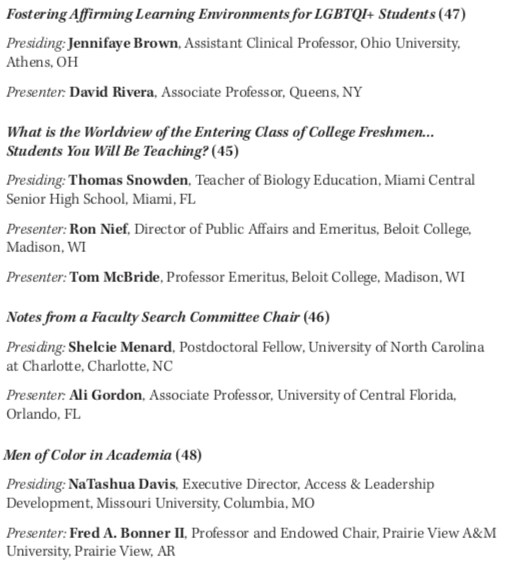 Fostering Affirming Learning Environments for LGBTQI+ Students (47)
Presiding: Jennifaye Brown, Assistant Clinical Professor, Ohio University,
Athens, OH
Presenter: David Rivera, Associate Professor, Queens, NY
What is the Worldview of the Entering Class of College Freshmen...
Students You Will Be Teaching? (45)
Presiding: Thomas Snowden, Teacher of Biology Education, Miami Central
Senior High School, Miami, FL
Presenter: Ron Nief, Director of Public Affairs and Emeritus, Beloit College,
Madison, WI
Presenter: Tom McBride, Professor Emeritus, Beloit College, Madison, WI
Notes from a Faculty Search Committee Chair (46)
Presiding: Shelcie Menard, Postdoctoral Fellow, University of North Carolina
at Charlotte, Charlotte, NC
Presenter: Ali Gordon, Associate Professor, University of Central Florida,
Orlando, FL
Men of Color in Academia (48)
Presiding: NaTashua Davis, Executive Director, Access & Leadership
Development, Missouri University, Columbia, MO
Presenter: Fred A. Bonner II, Professor and Endowed Chair, Prairie View A&M
University, Prairie View, AR